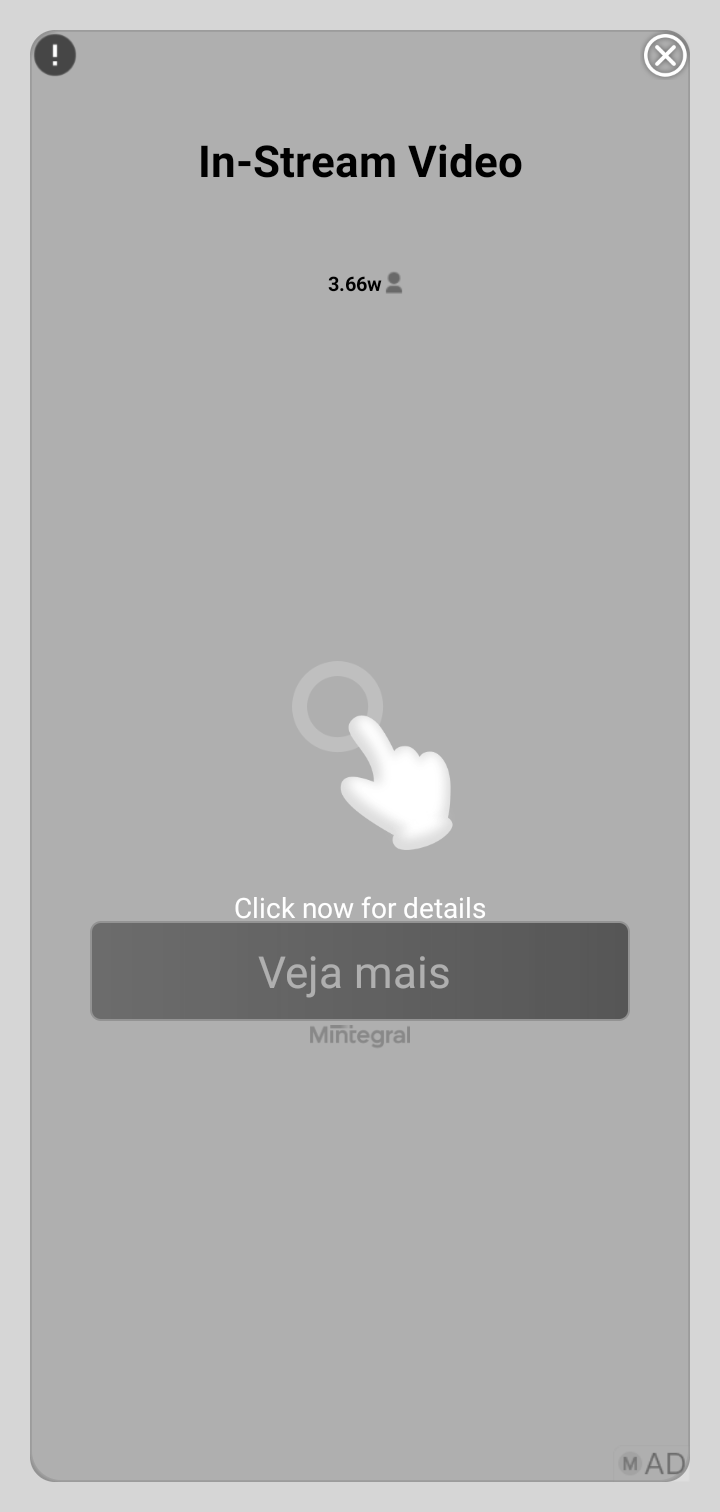 In-Stream Video
3.66w
Click now for details
Veja mais
Mintegral
M AD